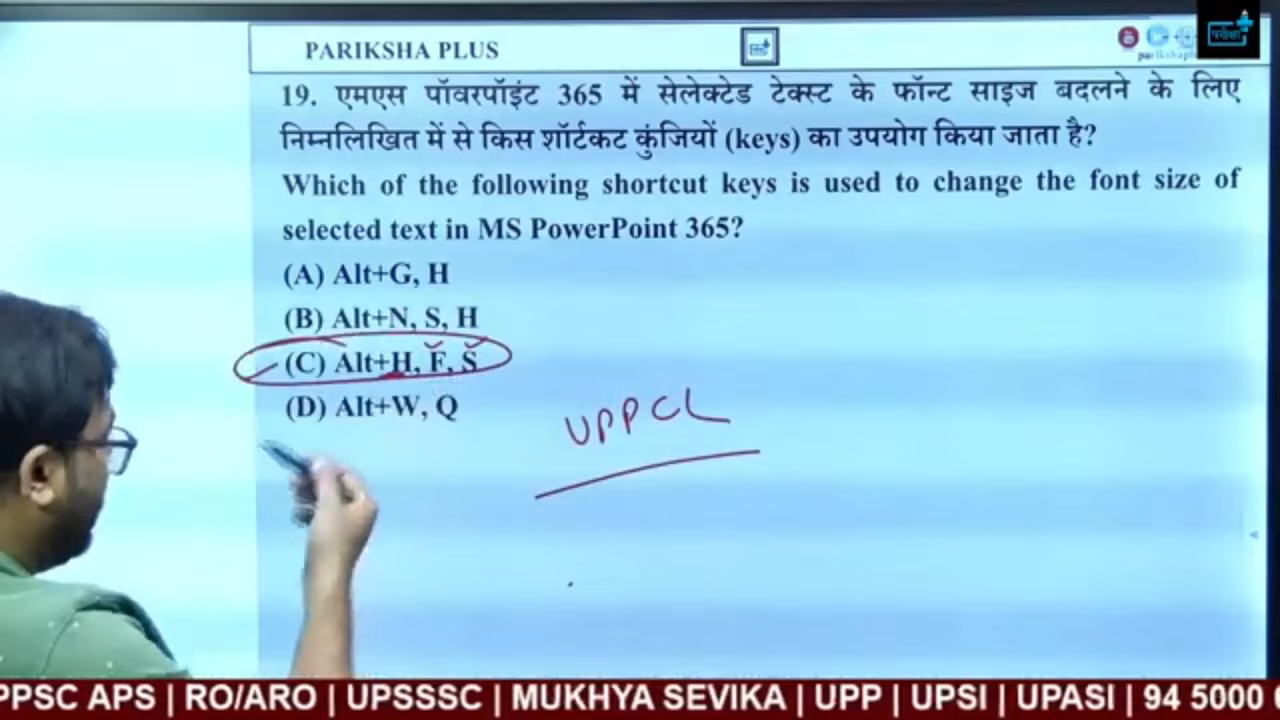 PARIKSHA PLUS
परीक्षा
19. एमएस पॉवरपॉइंट 365 में सेलेक्टेड टेक्स्ट के फॉन्ट साइज बदलने के लिए
निम्नलिखित में से किस शॉर्टकट कुंजियों (keys) का उपयोग किया जाता है?
Which of the following shortcut keys is used to change the font size of
selected text in MS PowerPoint 365?
(A) Alt+G, H
(B) Alt+N, S, H
(C) Alt+H, F, S
(D) Alt+W, Q
UPPCL
PPSC APS | RO/ARO | UPSSSC | MUKHYA SEVIKA | UPP | UPSI | UPASI | 94 5000